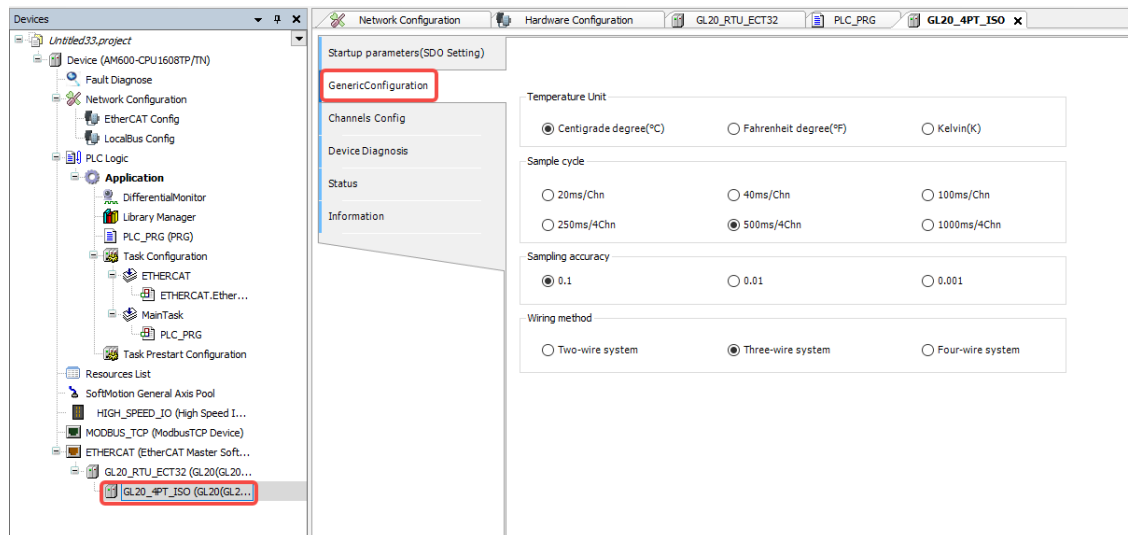 Devices
Untitled33.project
Device (AM600-CPU1608TP/TN)
Fault Diagnose
Network Configuration
EtherCAT Config
LocalBus Config
PLC Logic
Application
DifferentialMonitor
Library Manager
PLC_PRG (PRG)
Task Configuration
ETHERCAT
ETHERCAT.Ether...
MainTask
PLC_PRG
Task Prestart Configuration
Resources List
SoftMotion General Axis Pool
HIGH_SPEED_IO (High Speed I...
MODBUS_TCP (ModbusTCP Device)
ETHERCAT (EtherCAT Master Soft...
GL20_RTU_ECT32 (GL20(GL20...
GL20_4PT_ISO (GL20(GL2...
Network Configuration Hardware Configuration GL20_RTU_ECT32 PLC_PRG GL20_4PT_ISO
Startup parameters(SDO Setting)
GenericConfiguration
Channels Config
Device Diagnosis
Status
Information
Temperature Unit
Centigrade degree(°C) Fahrenheit degree(°F) Kelvin(K)
Sample cycle
20ms/Chn 40ms/Chn 100ms/Chn
250ms/4Chn 500ms/4Chn 1000ms/4Chn
Sampling accuracy
0.1 0.01 0.001
Wiring method
Two-wire system Three-wire system Four-wire system